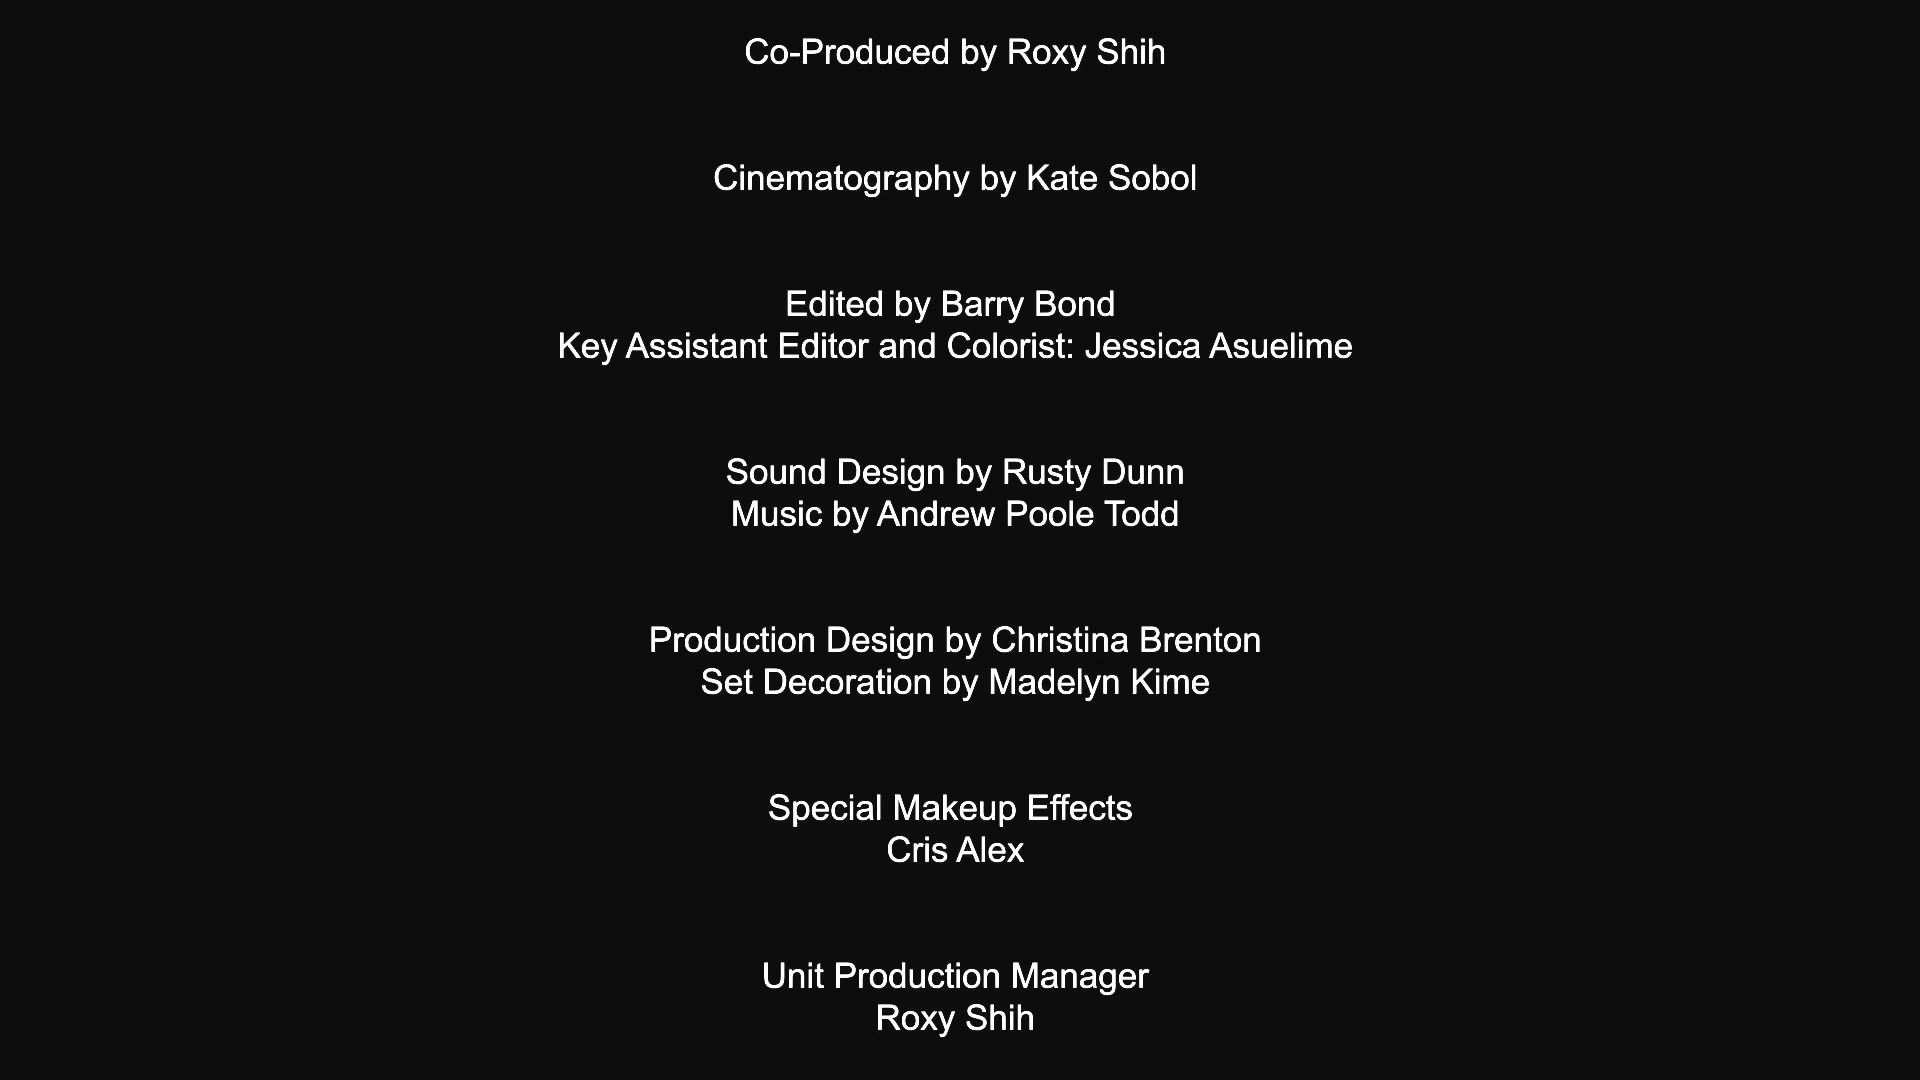 Co-Produced by Roxy Shih
Cinematography by Kate Sobol
Edited by Barry Bond
Key Assistant Editor and Colorist: Jessica Asuelime
Sound Design by Rusty Dunn
Music by Andrew Poole Todd
Production Design by Christina Brenton
Set Decoration by Madelyn Kime
Special Makeup Effects
Cris Alex
Unit Production Manager
Roxy Shih